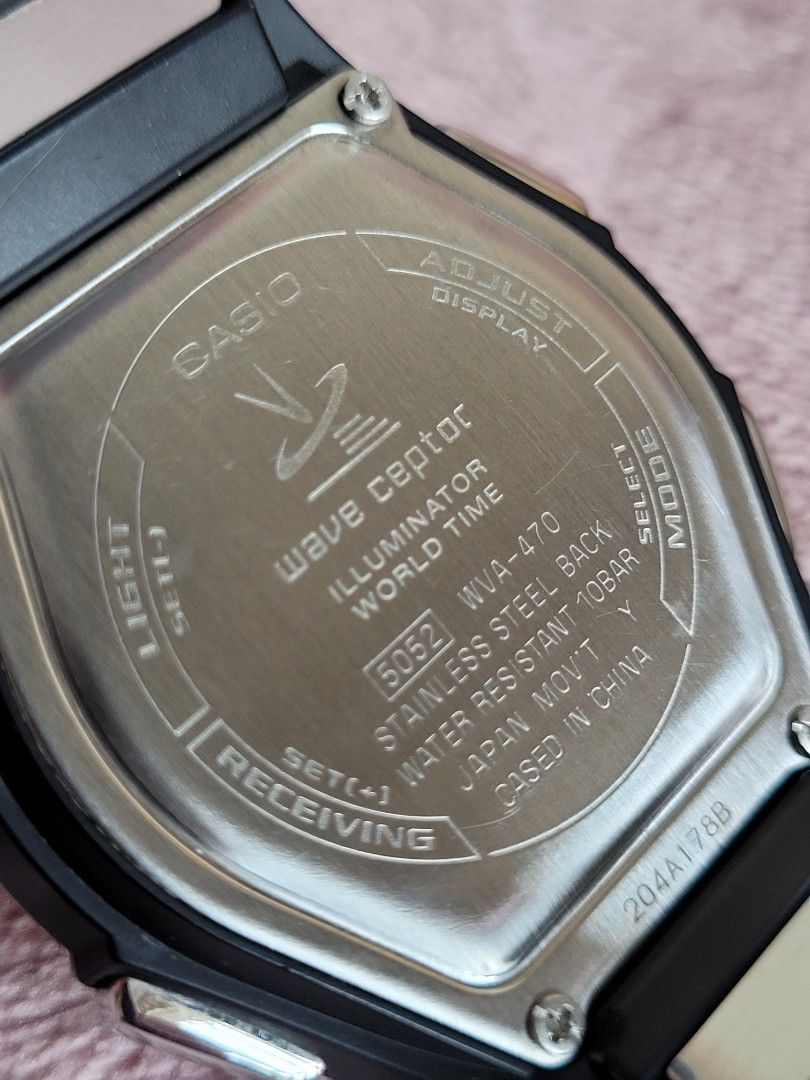 CASIO
ADJUST
DISPLAY
MODE
SELECT
LIGHT
SET(-)
wave ceptor
ILLUMINATOR
WORLD TIME
5052 WVA-470
STAINLESS STEEL BACK
WATER RESISTANT 10BAR
JAPAN MOV'T Y
CASED IN CHINA
SET(+)
RECEIVING
204A178B